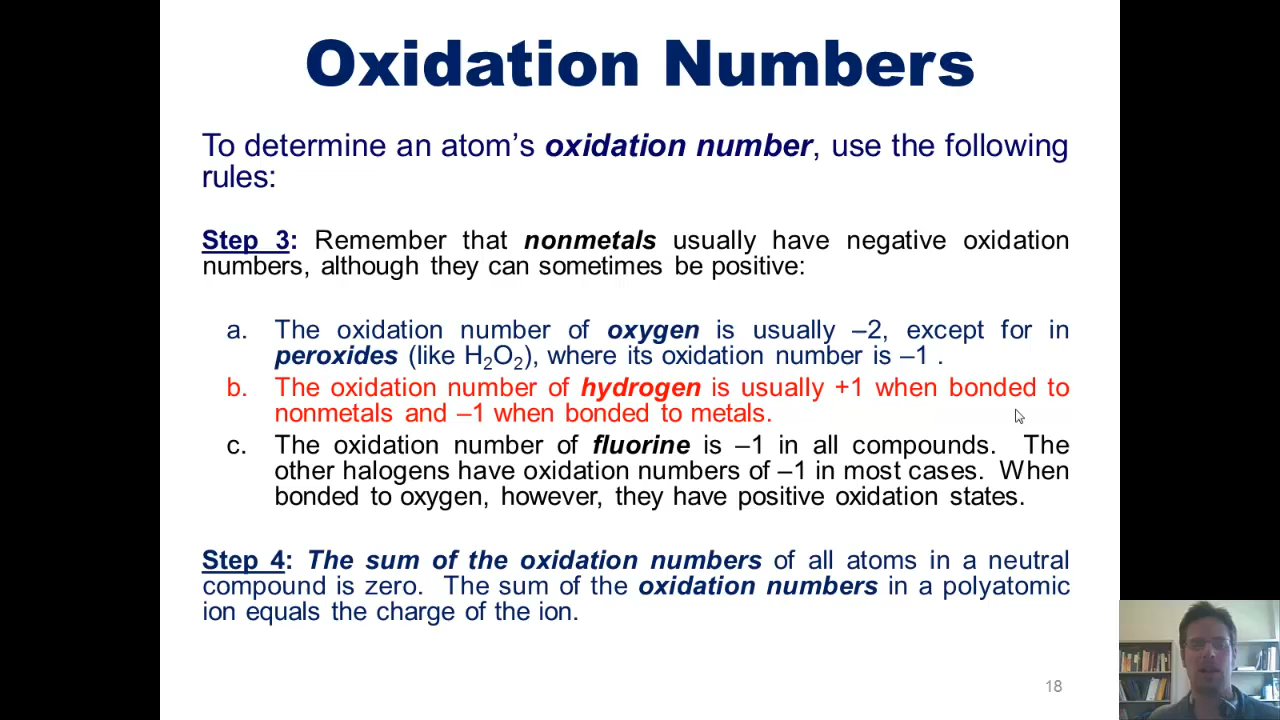 Oxidation Numbers
To determine an atom’s oxidation number, use the following
rules:
Step 3: Remember that nonmetals usually have negative oxidation
numbers, although they can sometimes be positive:
a. The oxidation number of oxygen is usually –2, except for in
peroxides (like H₂O₂), where its oxidation number is –1 .
b. The oxidation number of hydrogen is usually +1 when bonded to
nonmetals and –1 when bonded to metals.
c. The oxidation number of fluorine is –1 in all compounds. The
other halogens have oxidation numbers of –1 in most cases. When
bonded to oxygen, however, they have positive oxidation states.
Step 4: The sum of the oxidation numbers of all atoms in a neutral
compound is zero. The sum of the oxidation numbers in a polyatomic
ion equals the charge of the ion.
18